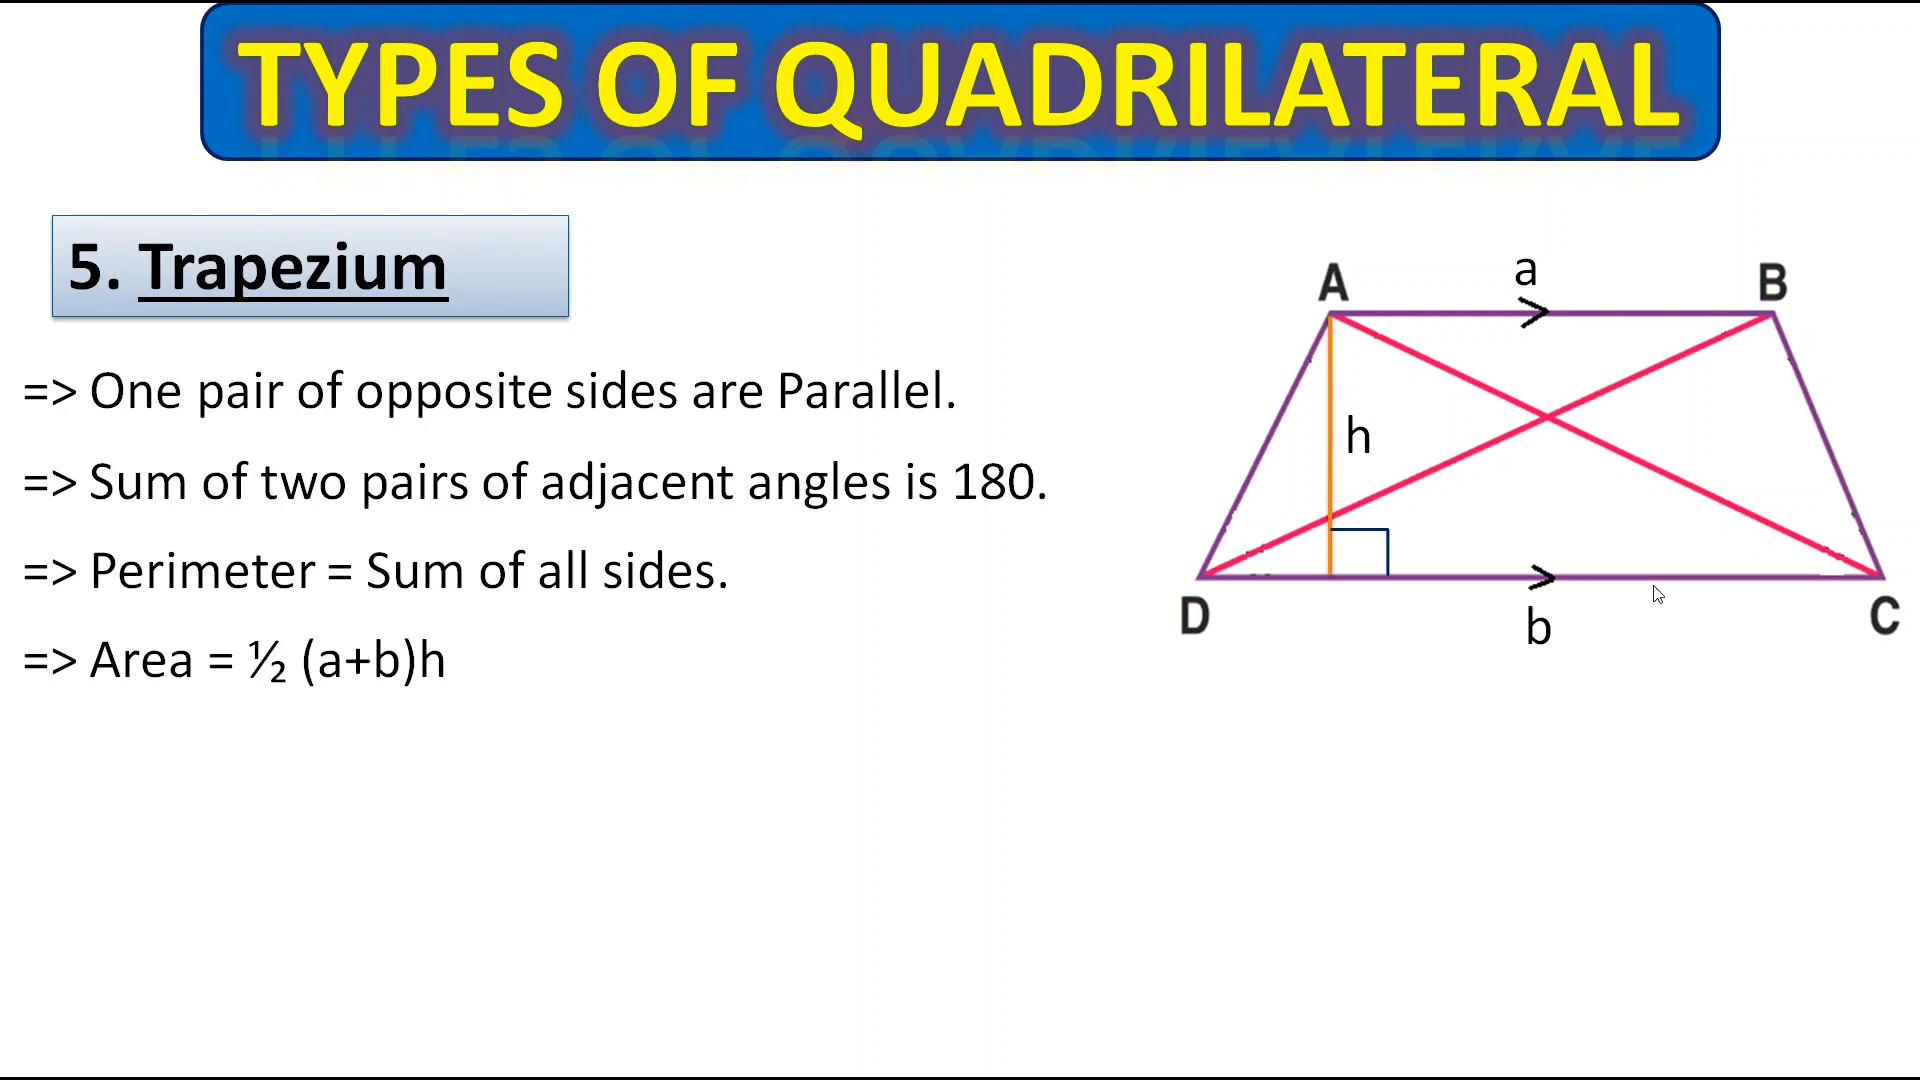 TYPES OF QUADRILATERAL
5. Trapezium
=> One pair of opposite sides are Parallel.
=> Sum of two pairs of adjacent angles is 180.
=> Perimeter = Sum of all sides.
=> Area = ½ (a+b)h
A
a
B
h
D
b
C